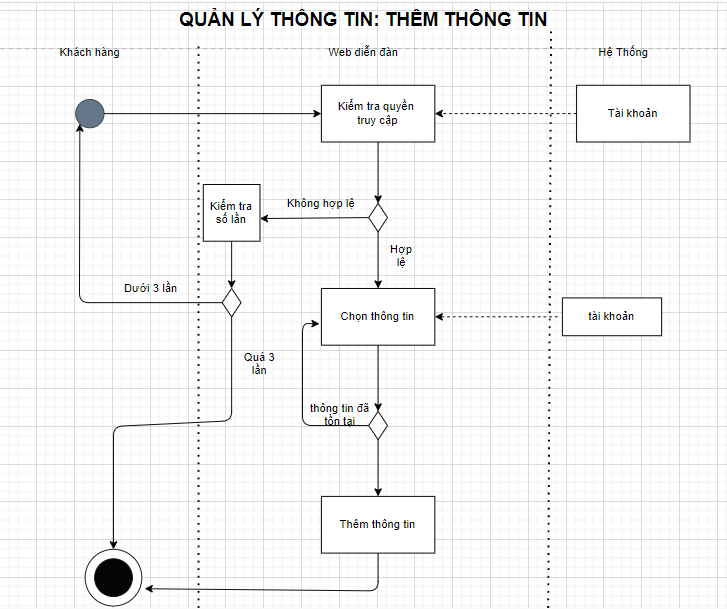 QUẢN LÝ THÔNG TIN: THÊM THÔNG TIN
Khách hàng
Web diễn đàn
Hệ Thống
Kiểm tra quyền
truy cập
Tài khoản
Kiểm tra
số lần
Không hợp lệ
Hợp
lệ
Dưới 3 lần
Chọn thông tin
tài khoản
Quá 3
lần
thông tin đã
tồn tại
Thêm thông tin